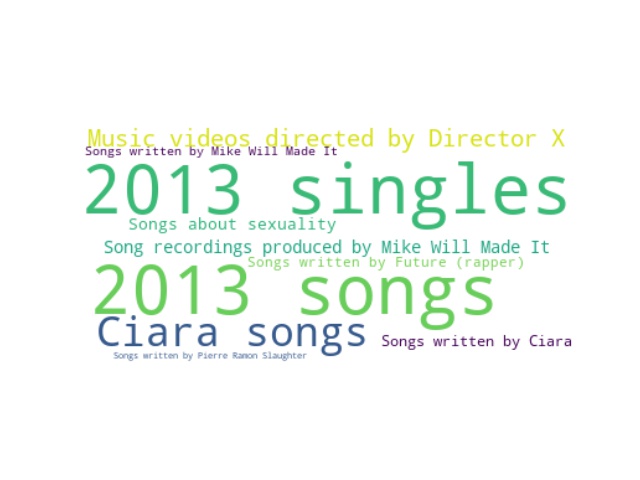 Music videos directed by Director X
Songs written by Mike Will Made It
2013 singles
Songs about sexuality
Song recordings produced by Mike Will Made It
Songs written by Future (rapper)
2013 songs
Ciara songs
Songs written by Ciara
Songs written by Pierre Ramon Slaughter